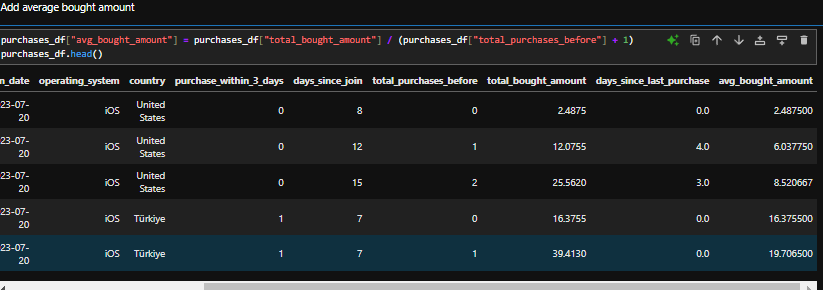 Add average bought amount
purchases_df["avg_bought_amount"] = purchases_df["total_bought_amount"] / (purchases_df["total_purchases_before"] + 1)
purchases_df.head()
n_date operating_system country purchase_within_3_days days_since_join total_purchases_before total_bought_amount days_since_last_purchase avg_bought_amount
23-07-
20
iOS
United
States
0 8 0 2.4875 0.0 2.487500
23-07-
20
iOS
United
States
0 12 1 12.0755 4.0 6.037750
23-07-
20
iOS
United
States
0 15 2 25.5620 3.0 8.520667
23-07-
20
iOS Türkiye 1 7 0 16.3755 0.0 16.375500
23-07-
20
iOS Türkiye 1 7 1 39.4130 0.0 19.706500